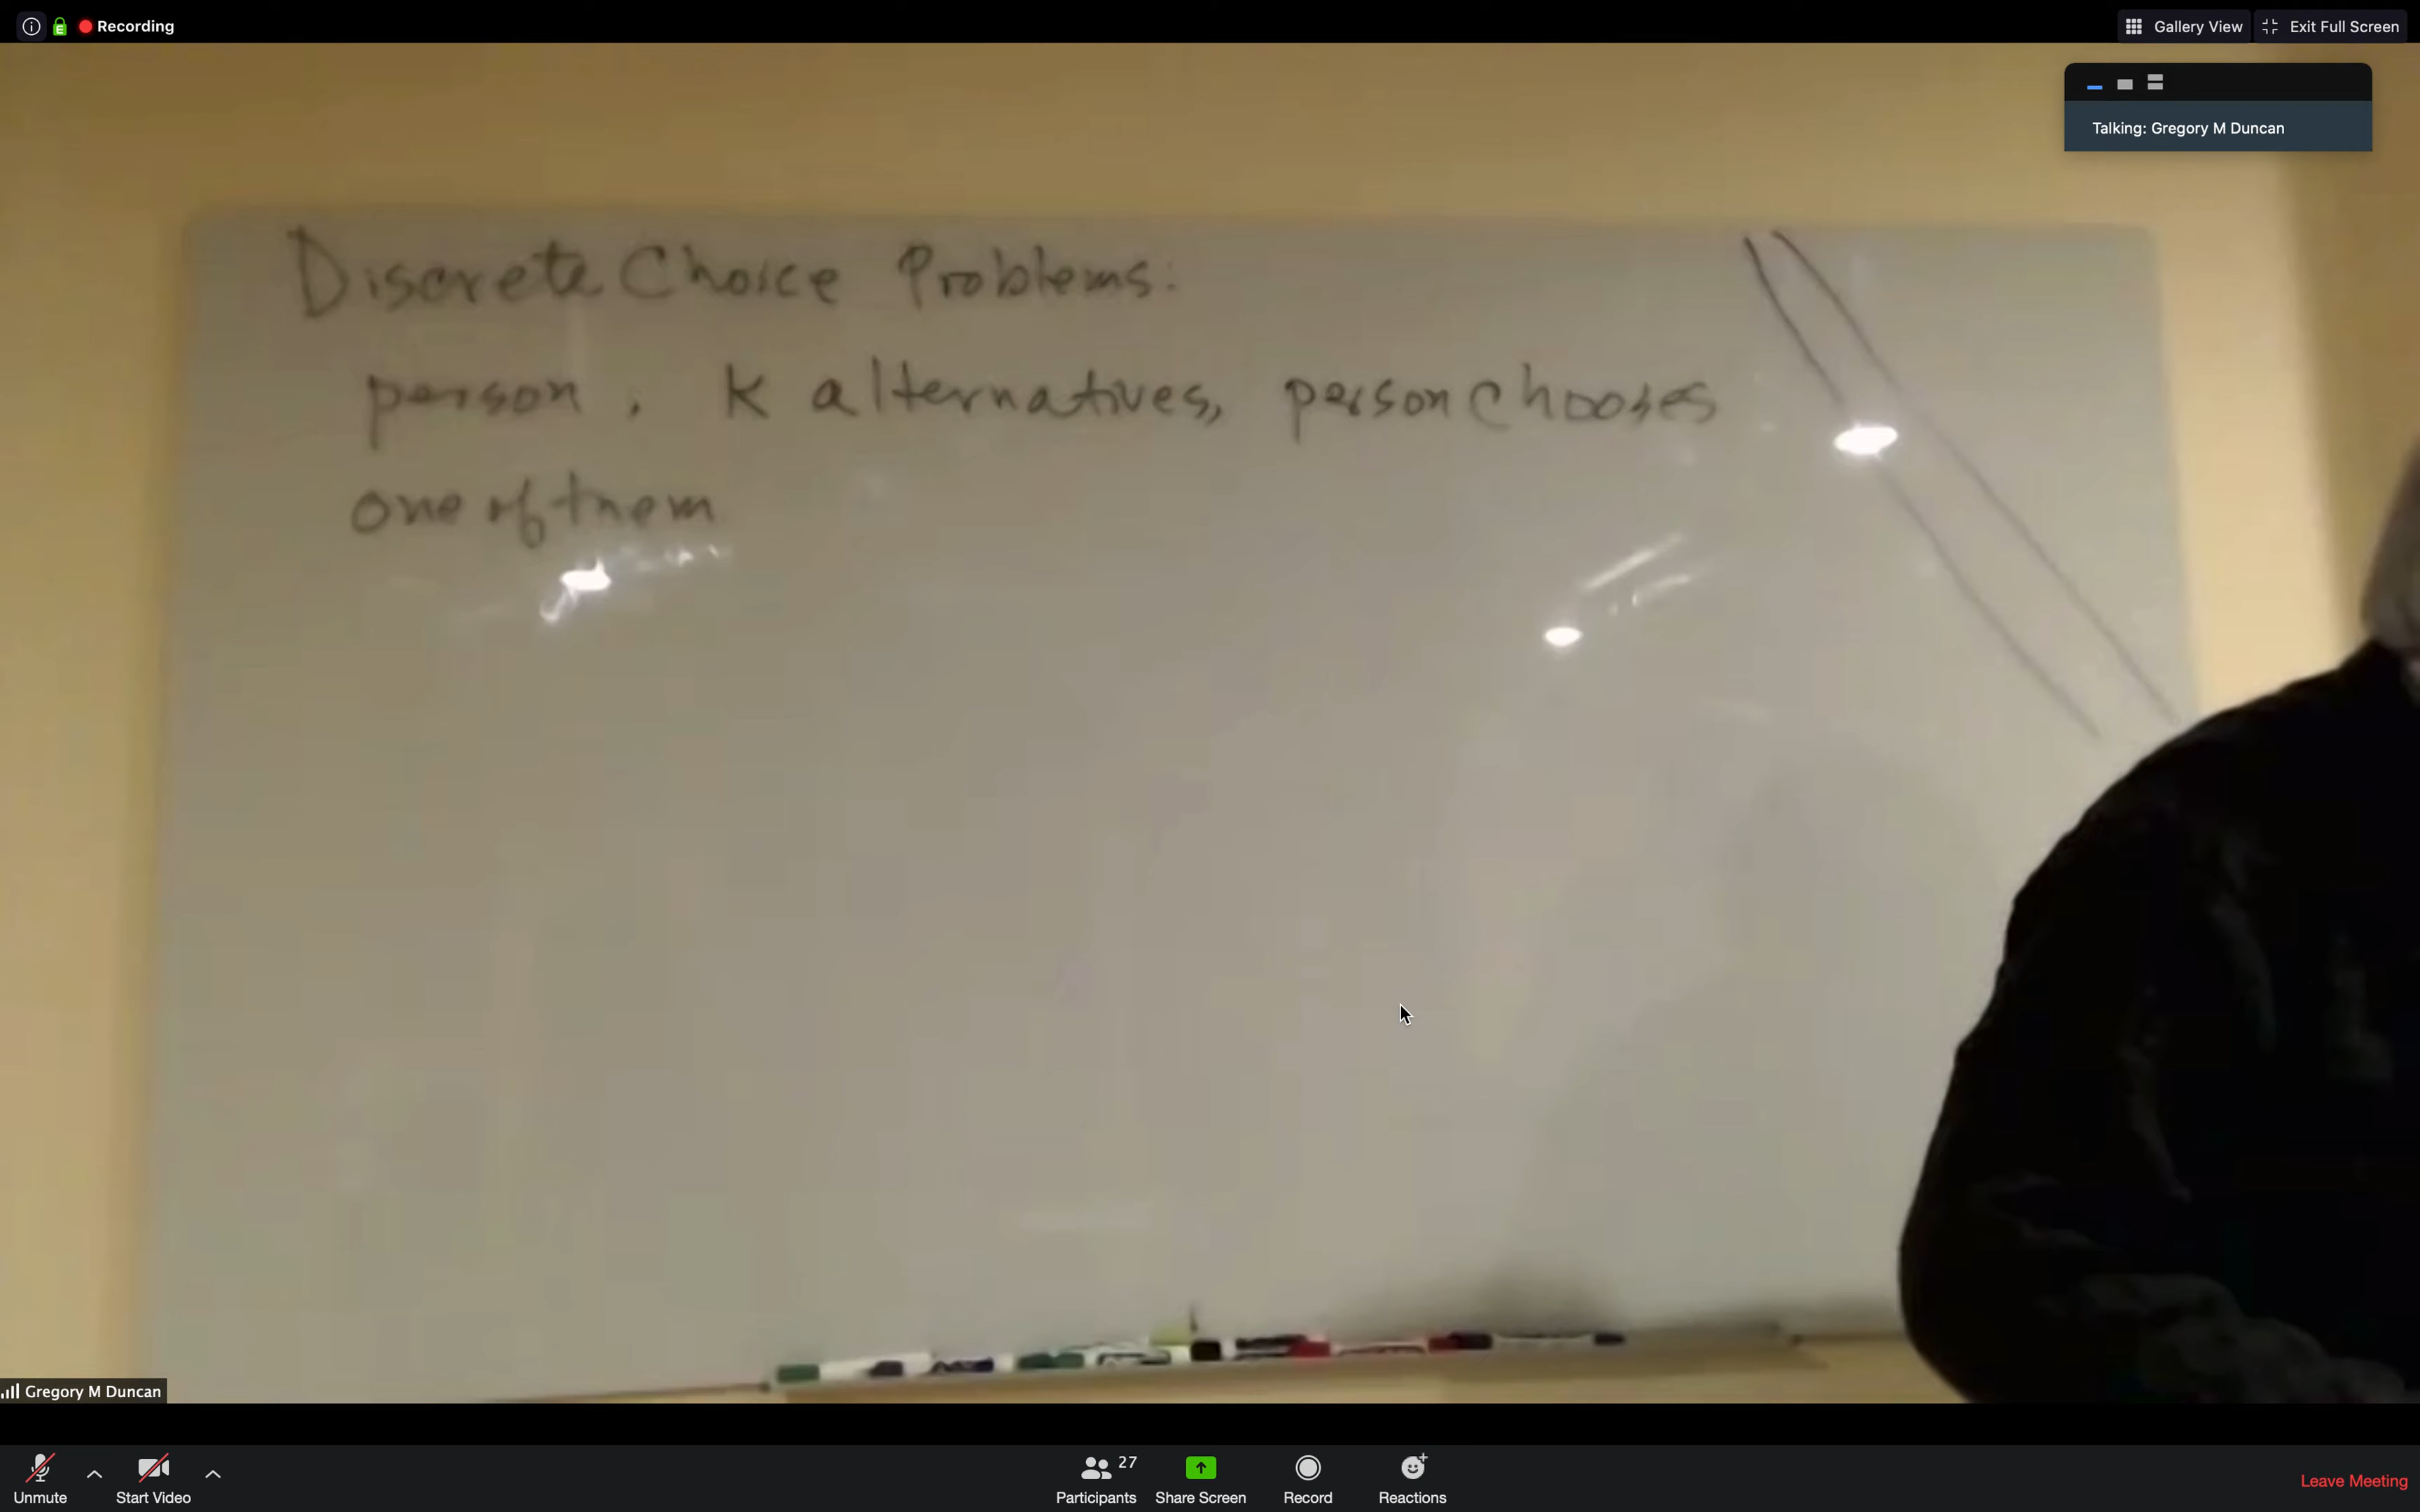 Recording
Gallery View
Exit Full Screen
Talking: Gregory M Duncan
Discrete Choice Problems:
person, K alternatives, person chooses
one of them
Gregory M Duncan
Unmute
Start Video
27
Participants
Share Screen
Record
Reactions
Leave Meeting